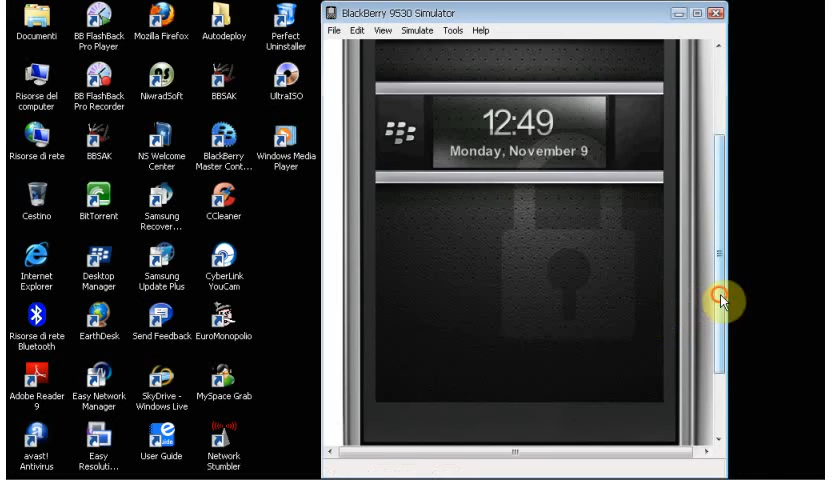 BlackBerry 9530 Simulator
File Edit View Simulate Tools Help
12:49
Monday, November 9
Documenti
BB FlashBack
Pro Player
Mozilla Firefox
Autodeploy
Perfect
Uninstaller
Risorse del
computer
BB FlashBack
Pro Recorder
NiwradSoft
BBSAK
UltraISO
Risorse di rete
BBSAK
NS Welcome
Center
BlackBerry
Master Cont...
Windows Media
Player
Cestino
BitTorrent
Samsung
Recover...
CCleaner
Internet
Explorer
Desktop
Manager
Samsung
Update Plus
CyberLink
YouCam
Risorse di rete
Bluetooth
EarthDesk
Send Feedback
EuroMonopolio
Adobe Reader
9
Easy Network
Manager
SkyDrive -
Windows Live
MySpace Grab
avast!
Antivirus
Easy
Resoluti...
User Guide
Network
Stumbler